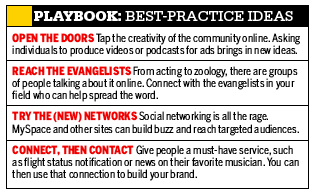 PLAYBOOK: BEST-PRACTICE IDEAS
OPEN THE DOORS Tap the creativity of the community online. Asking
individuals to produce videos or podcasts for ads brings in new ideas.
REACH THE EVANGELISTS From acting to zoology, there are groups
of people talking about it online. Connect with the evangelists in your
field who can help spread the word.
TRY THE (NEW) NETWORKS Social networking is all the rage.
MySpace and other sites can build buzz and reach targeted audiences.
CONNECT, THEN CONTACT Give people a must-have service, such
as flight status notification or news on their favorite musician. You can
then use that connection to build your brand.